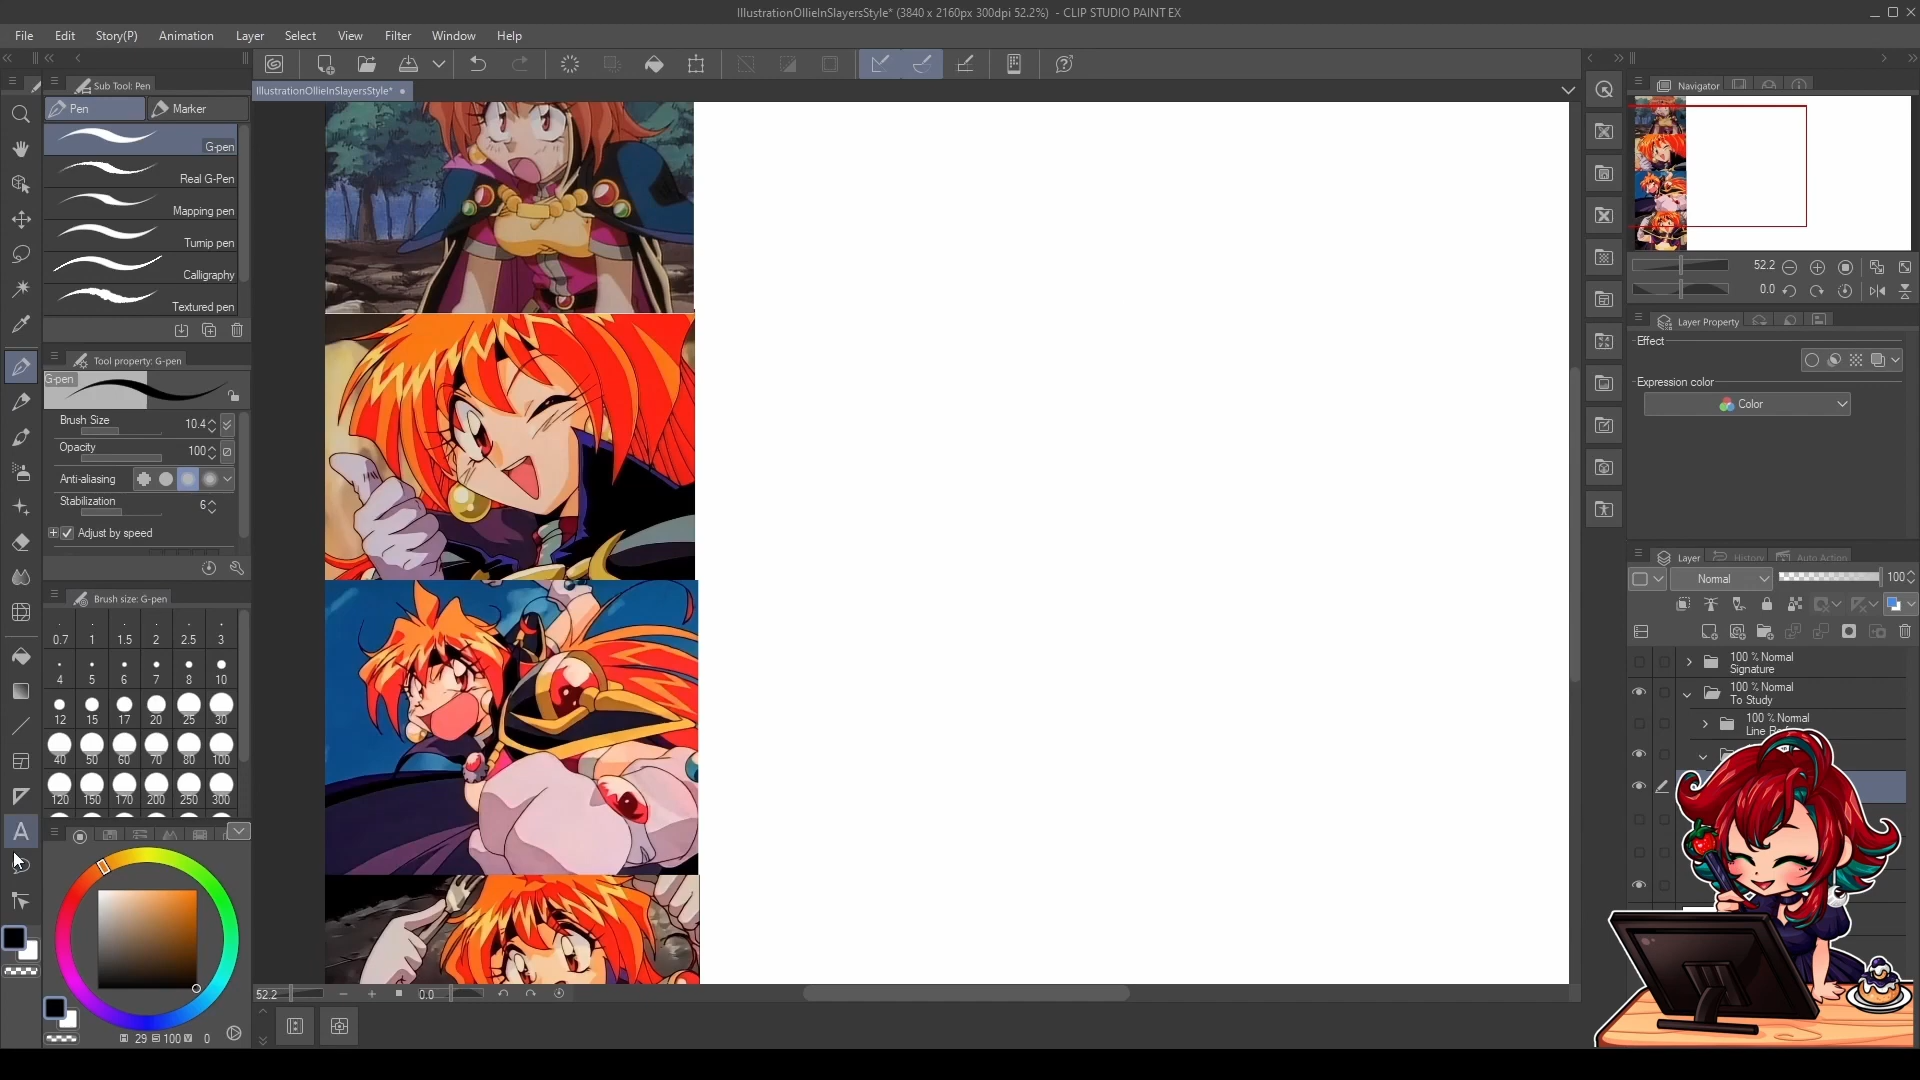 IllustrationOllieInSlayersStyle* (3840 x 2160px 300dpi 52.2%) - CLIP STUDIO PAINT EX
File Edit Story(P) Animation Layer Select View Filter Window Help
Sub Tool: Pen
Pen Marker
G-pen
Real G-Pen
Mapping pen
Turnip pen
Calligraphy
Textured pen
Tool property: G-pen
G-pen
Brush Size 10.4
Opacity 100
Anti-aliasing
Stabilization 6
Adjust by speed
Brush size: G-pen
0.7 1 1.5 2 2.5 3
4 5 6 7 8 10
12 15 17 20 25 30
40 50 60 70 80 100
120 150 170 200 250 300
29 100 0
IllustrationOllieInSlayersStyle*
52.2 0.0
Navigator
52.2
0.0
Layer Property
Effect
Expression color
Color
Layer History Auto Action
Normal 100
100 % Normal
Signature
100 % Normal
To Study
100 % Normal
Line